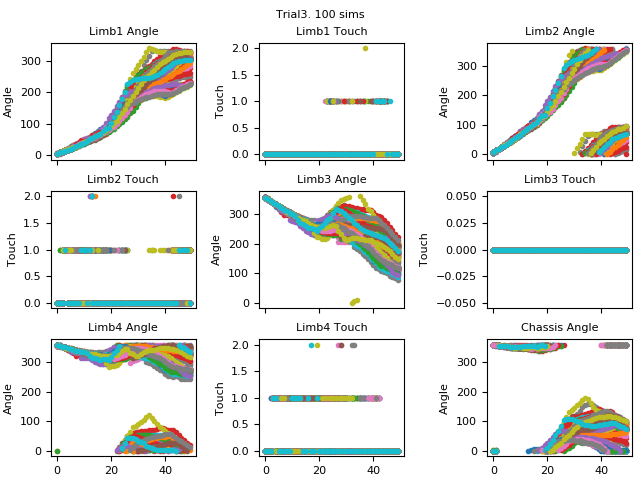 Trial3. 100 sims
Limb1 Angle
Limb1 Touch
Limb2 Angle
Angle
300
200
100
0
Touch
2.0
1.5
1.0
0.5
0.0
Angle
300
200
100
0
Limb2 Touch
Limb3 Angle
Limb3 Touch
Touch
2.0
1.5
1.0
0.5
0.0
Angle
300
200
100
0
Touch
0.050
0.025
0.000
−0.025
−0.050
Limb4 Angle
Limb4 Touch
Chassis Angle
Angle
300
200
100
0
Touch
2.0
1.5
1.0
0.5
0.0
Angle
300
200
100
0
0 20 40
0 20 40
0 20 40